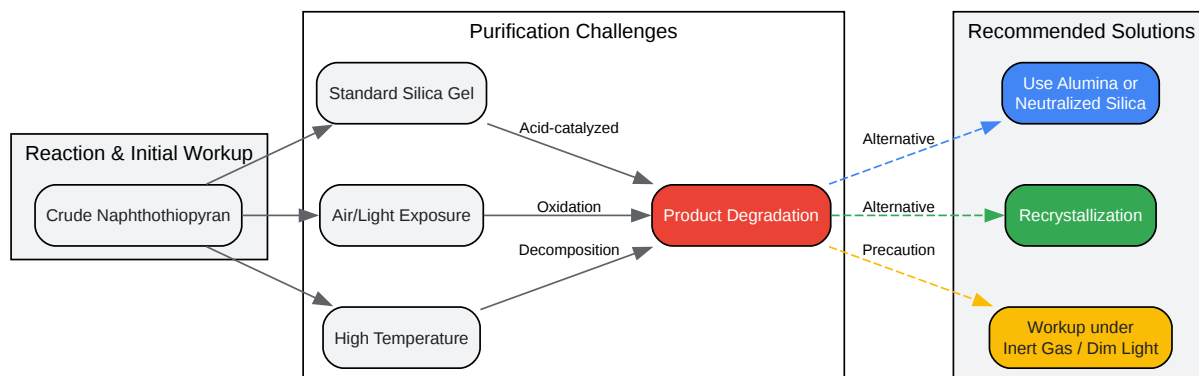 Purification Challenges
Recommended Solutions
Reaction & Initial Workup
Crude Naphthothiopyran
Standard Silica Gel
Air/Light Exposure
High Temperature
Acid-catalyzed
Oxidation
Decomposition
Product Degradation
Alternative
Alternative
Precaution
Use Alumina or
Neutralized Silica
Recrystallization
Workup under
Inert Gas / Dim Light